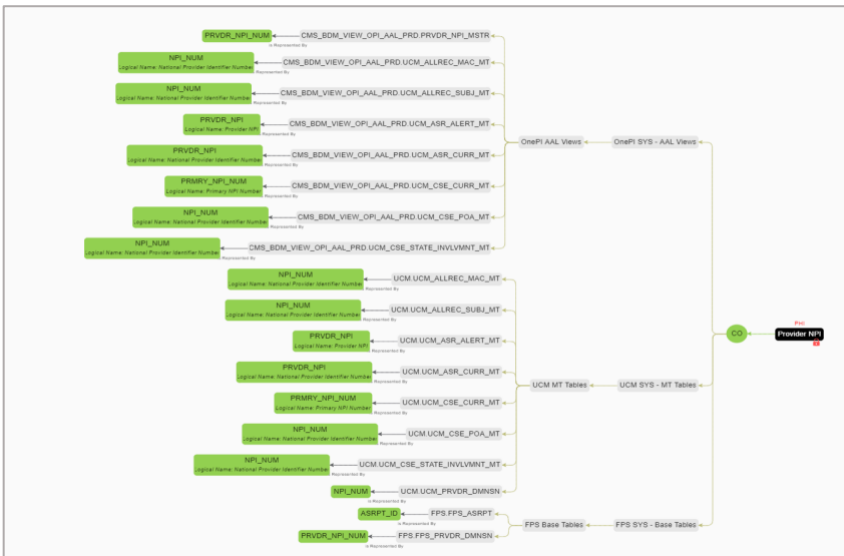 PRVDR_NPI_NUM CMS_BDM_VIEW_OPI_AAL_PRD.PRVDR_NPI_MSTR
is Represented By
NPI_NUM
Logical Name: National Provider Identifier Number
CMS_BDM_VIEW_OPI_AAL_PRD.UCM_ALLREC_MAC_MT
Represented By
NPI_NUM
Logical Name: National Provider Identifier Number
CMS_BDM_VIEW_OPI_AAL_PRD.UCM_ALLREC_SUBJ_MT
Represented By
PRVDR_NPI
Logical Name: Provider NPI
CMS_BDM_VIEW_OPI_AAL_PRD.UCM_ASR_ALERT_MT
Represented By
OnePI AAL Views
OnePI SYS - AAL Views
PRVDR_NPI
Logical Name: National Provider Identifier Number
CMS_BDM_VIEW_OPI_AAL_PRD.UCM_ASR_CURR_MT
Represented By
PRMRY_NPI_NUM
Logical Name: Primary NPI Number
CMS_BDM_VIEW_OPI_AAL_PRD.UCM_CSE_CURR_MT
Represented By
NPI_NUM
Logical Name: National Provider Identifier Number
CMS_BDM_VIEW_OPI_AAL_PRD.UCM_CSE_POA_MT
Represented By
NPI_NUM
Logical Name: National Provider Identifier Number
CMS_BDM_VIEW_OPI_AAL_PRD.UCM_CSE_STATE_INVLVMNT_MT
Represented By
NPI_NUM
Logical Name: National Provider Identifier Number
UCM.UCM_ALLREC_MAC_MT
Represented By
NPI_NUM
Logical Name: National Provider Identifier Number
UCM.UCM_ALLREC_SUBJ_MT
Represented By
CO
Provider NPI
PRVDR_NPI
Logical Name: Provider NPI
UCM.UCM_ASR_ALERT_MT
Represented By
PRVDR_NPI
Logical Name: National Provider Identifier Number
UCM.UCM_ASR_CURR_MT
Represented By
UCM MT Tables
UCM SYS - MT Tables
PRMRY_NPI_NUM
Logical Name: Primary NPI Number
UCM.UCM_CSE_CURR_MT
Represented By
NPI_NUM
Logical Name: National Provider Identifier Number
UCM.UCM_CSE_POA_MT
Represented By
NPI_NUM
Logical Name: National Provider Identifier Number
UCM.UCM_CSE_STATE_INVLVMNT_MT
Represented By
NPI_NUM UCM.UCM_PRVDR_DMNSN
is Represented By
ASRPT_ID FPS.FPS_ASRPT
is Represented By
FPS Base Tables
FPS SYS - Base Tables
PRVDR_NPI_NUM FPS.FPS_PRVDR_DMNSN
is Represented By